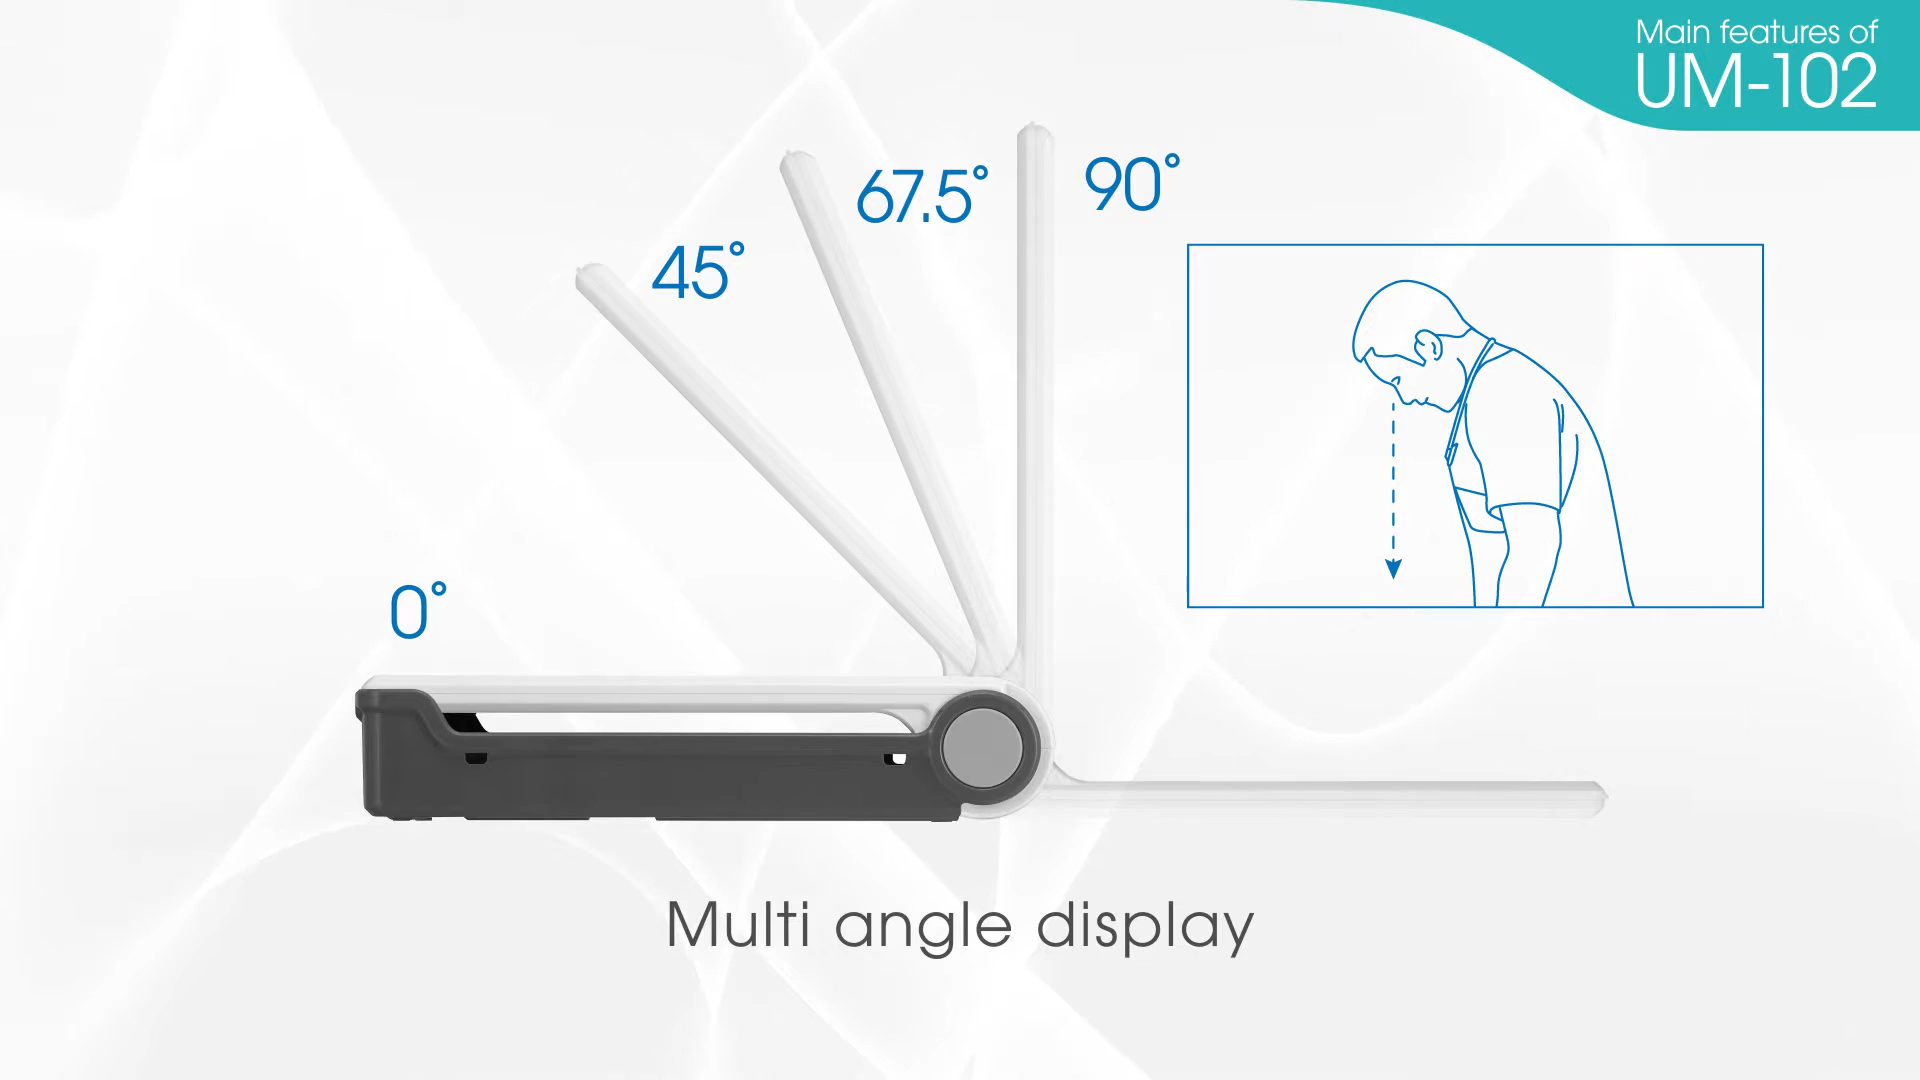 Main features of
UM-102
90°
67.5°
45°
0°
Multi angle display